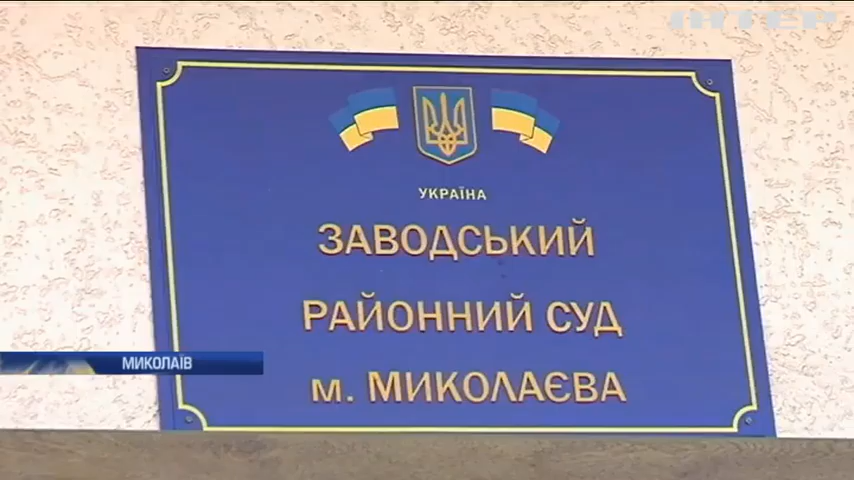 ІНТЕР
УКРАЇНА
ЗАВОДСЬКИЙ
РАЙОННИЙ СУД
м. МИКОЛАЄВА
МИКОЛАЇВ